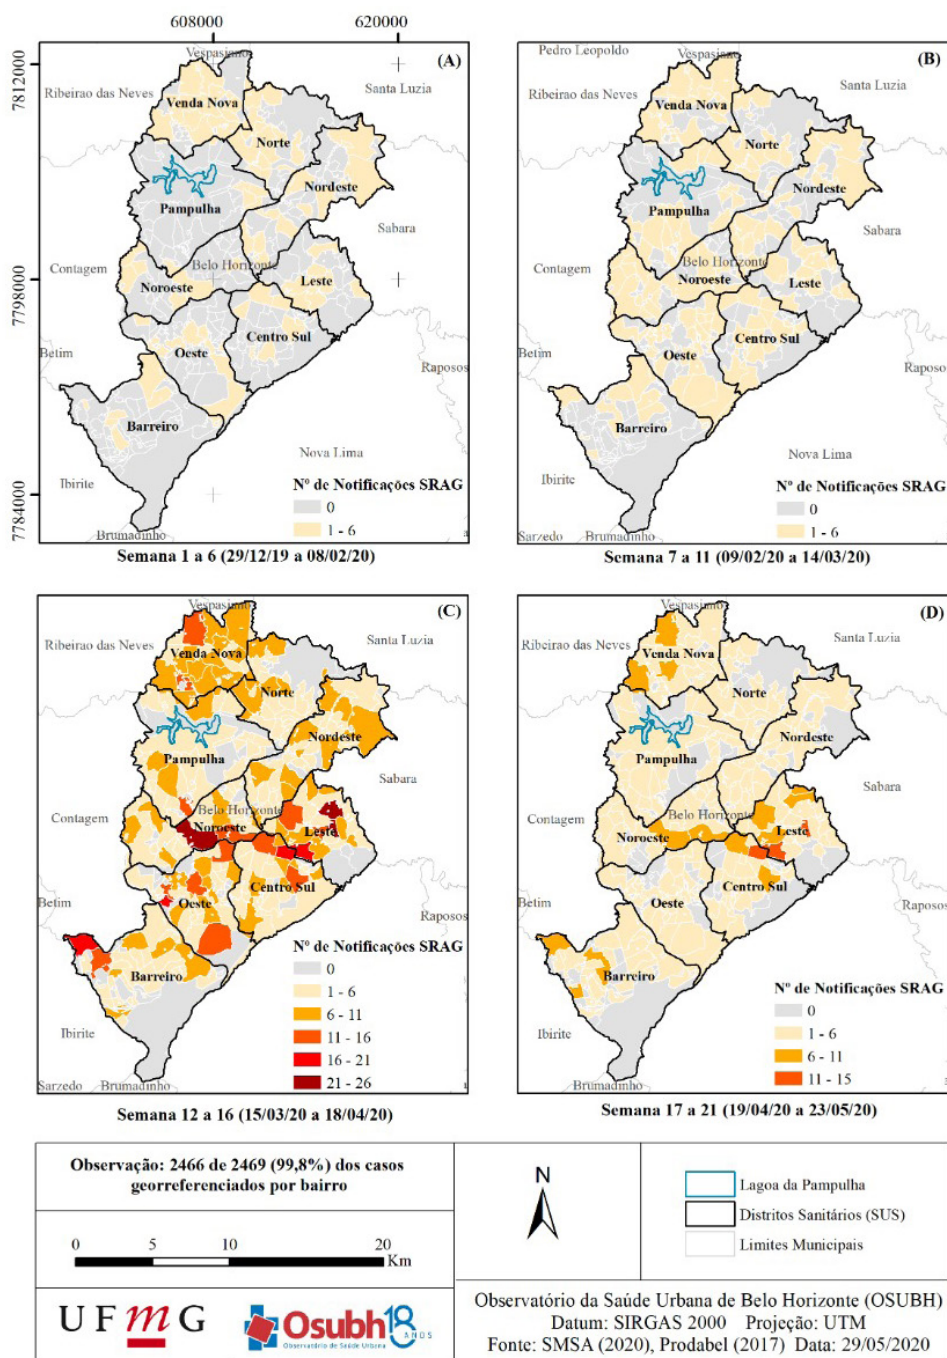 608000
620000
7812000
7798000
7784000
(A)
Vespasiano
Ribeirao das Neves
Santa Luzia
Venda Nova
Norte
Nordeste
Pampulha
Sabara
Contagem
Belo Horizonte
Noroeste
Leste
Centro Sul
Betim
Oeste
Raposos
Barreiro
Nova Lima
Ibirite
Brumadinho
Nº de Notificações SRAG
0
1 - 6
Semana 1 a 6 (29/12/19 a 08/02/20)
(B)
Pedro Leopoldo
Vespasiano
Ribeirao das Neves
Santa Luzia
Venda Nova
Norte
Nordeste
Pampulha
Sabara
Contagem
Belo Horizonte
Noroeste
Leste
Centro Sul
Betim
Oeste
Raposos
Barreiro
Nova Lima
Ibirite
Sarzedo
Brumadinho
Nº de Notificações SRAG
0
1 - 6
Semana 7 a 11 (09/02/20 a 14/03/20)
(C)
Vespasiano
Ribeirao das Neves
Santa Luzia
Venda Nova
Norte
Nordeste
Pampulha
Sabara
Contagem
Belo Horizonte
Noroeste
Leste
Centro Sul
Betim
Oeste
Raposos
Barreiro
Ibirite
Sarzedo
Brumadinho
Nº de Notificações SRAG
0
1 - 6
6 - 11
11 - 16
16 - 21
21 - 26
Semana 12 a 16 (15/03/20 a 18/04/20)
(D)
Vespasiano
Ribeirao das Neves
Santa Luzia
Venda Nova
Norte
Nordeste
Pampulha
Sabara
Contagem
Belo Horizonte
Noroeste
Leste
Centro Sul
Betim
Oeste
Raposos
Barreiro
Ibirite
Sarzedo
Brumadinho
Nº de Notificações SRAG
0
1 - 6
6 - 11
11 - 15
Semana 17 a 21 (19/04/20 a 23/05/20)
Observação: 2466 de 2469 (99,8%) dos casos
georreferenciados por bairro
0 5 10 20
Km
N
Lagoa da Pampulha
Distritos Sanitários (SUS)
Limites Municipais
UFmG
Osubh 18 ANOS
Observatório de Saúde Urbana
Observatório da Saúde Urbana de Belo Horizonte (OSUBH)
Datum: SIRGAS 2000 Projeção: UTM
Fonte: SMSA (2020), Prodabel (2017) Data: 29/05/2020